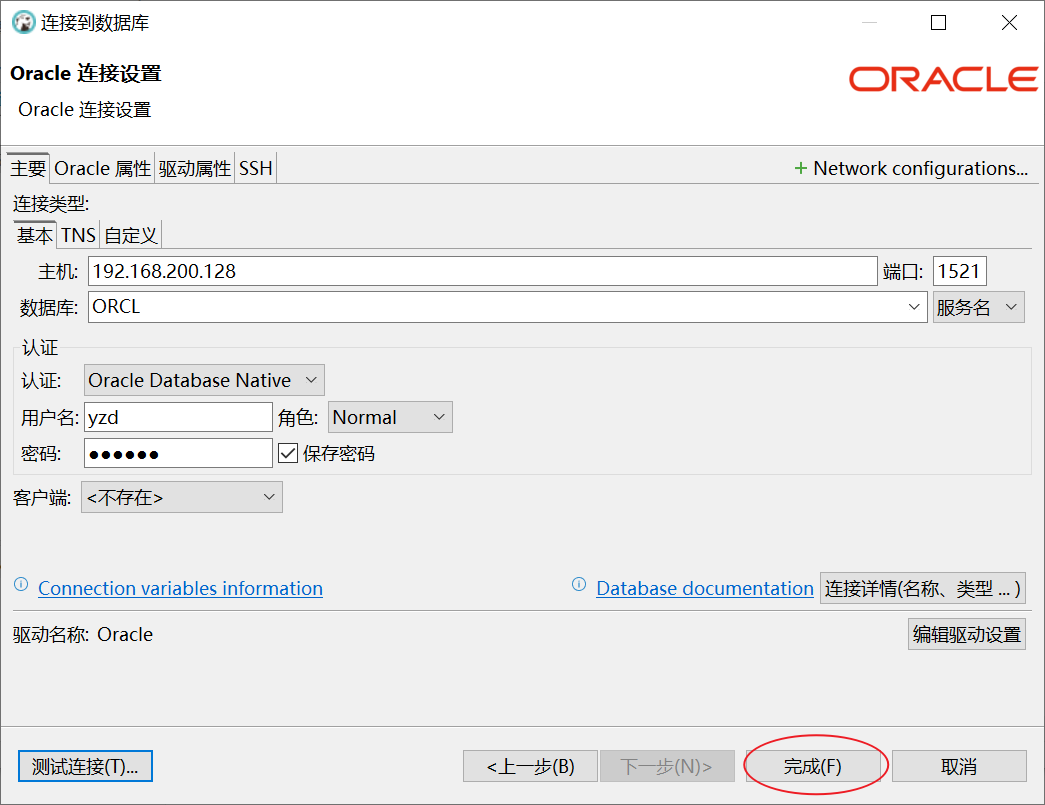 连接到数据库
Oracle 连接设置
ORACLE
Oracle 连接设置
主要 Oracle 属性 驱动属性 SSH + Network configurations...
连接类型:
基本 TNS 自定义
主机: 192.168.200.128 端口: 1521
数据库: ORCL 服务名
认证
认证: Oracle Database Native
用户名: yzd 角色: Normal
密码: ●●●●●● 保存密码
客户端: <不存在>
Connection variables information Database documentation 连接详情(名称、类型 ... )
驱动名称: Oracle 编辑驱动设置
测试连接(T)... <上一步(B) 下一步(N)> 完成(F) 取消